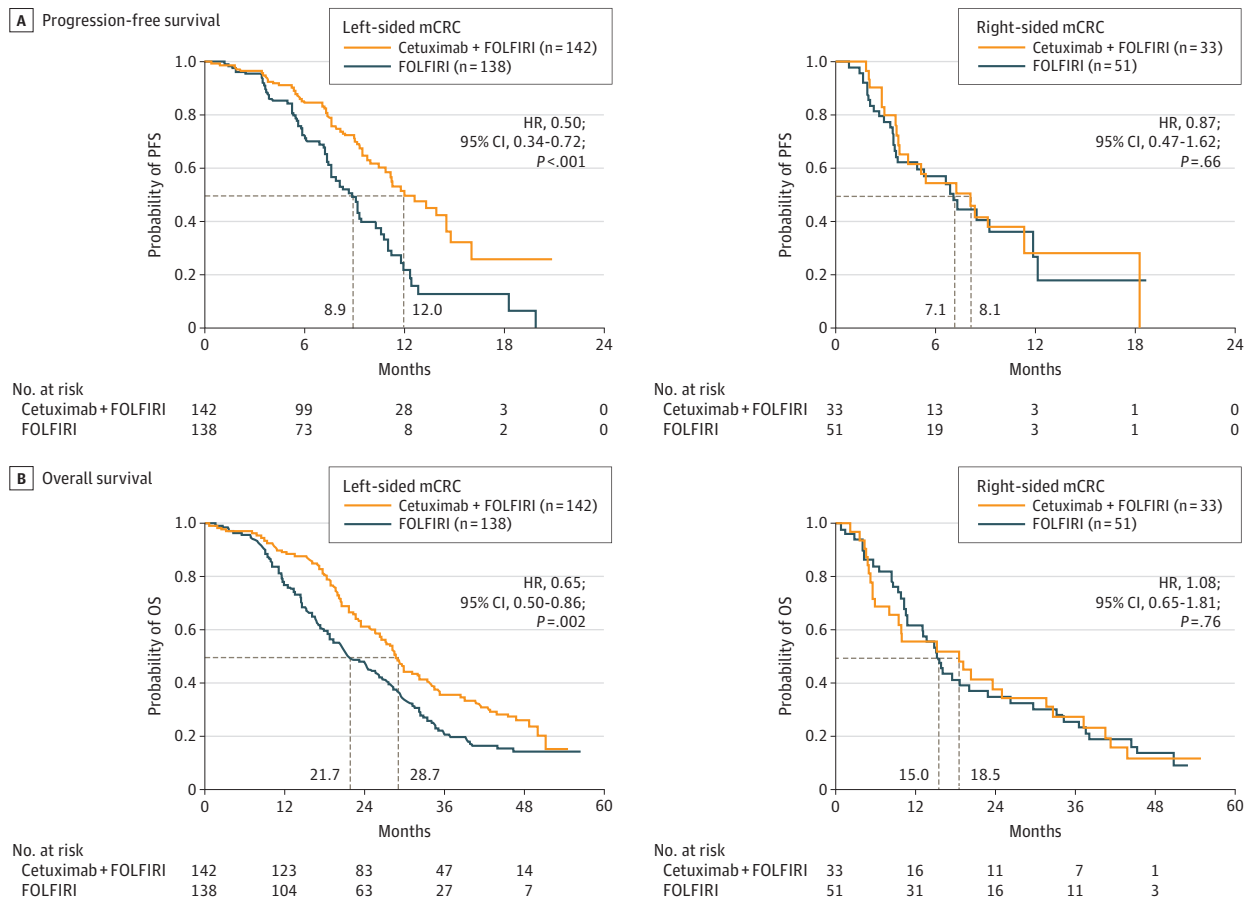 A Progression-free survival
Left-sided mCRC
Cetuximab + FOLFIRI (n = 142)
FOLFIRI (n = 138)
HR, 0.50;
95% CI, 0.34-0.72;
P <.001
Probability of PFS
1.0
0.8
0.6
0.4
0.2
0
8.9
12.0
0 6 12 18 24
Months
No. at risk
Cetuximab + FOLFIRI 142 99 28 3 0
FOLFIRI 138 73 8 2 0
Right-sided mCRC
Cetuximab + FOLFIRI (n = 33)
FOLFIRI (n = 51)
HR, 0.87;
95% CI, 0.47-1.62;
P =.66
Probability of PFS
1.0
0.8
0.6
0.4
0.2
0
7.1
8.1
0 6 12 18 24
Months
No. at risk
Cetuximab + FOLFIRI 33 13 3 1 0
FOLFIRI 51 19 3 1 0
B Overall survival
Left-sided mCRC
Cetuximab + FOLFIRI (n = 142)
FOLFIRI (n = 138)
HR, 0.65;
95% CI, 0.50-0.86;
P =.002
Probability of OS
1.0
0.8
0.6
0.4
0.2
0
21.7
28.7
0 12 24 36 48 60
Months
No. at risk
Cetuximab + FOLFIRI 142 123 83 47 14
FOLFIRI 138 104 63 27 7
Right-sided mCRC
Cetuximab + FOLFIRI (n = 33)
FOLFIRI (n = 51)
HR, 1.08;
95% CI, 0.65-1.81;
P =.76
Probability of OS
1.0
0.8
0.6
0.4
0.2
0
15.0
18.5
0 12 24 36 48 60
Months
No. at risk
Cetuximab + FOLFIRI 33 16 11 7 1
FOLFIRI 51 31 16 11 3